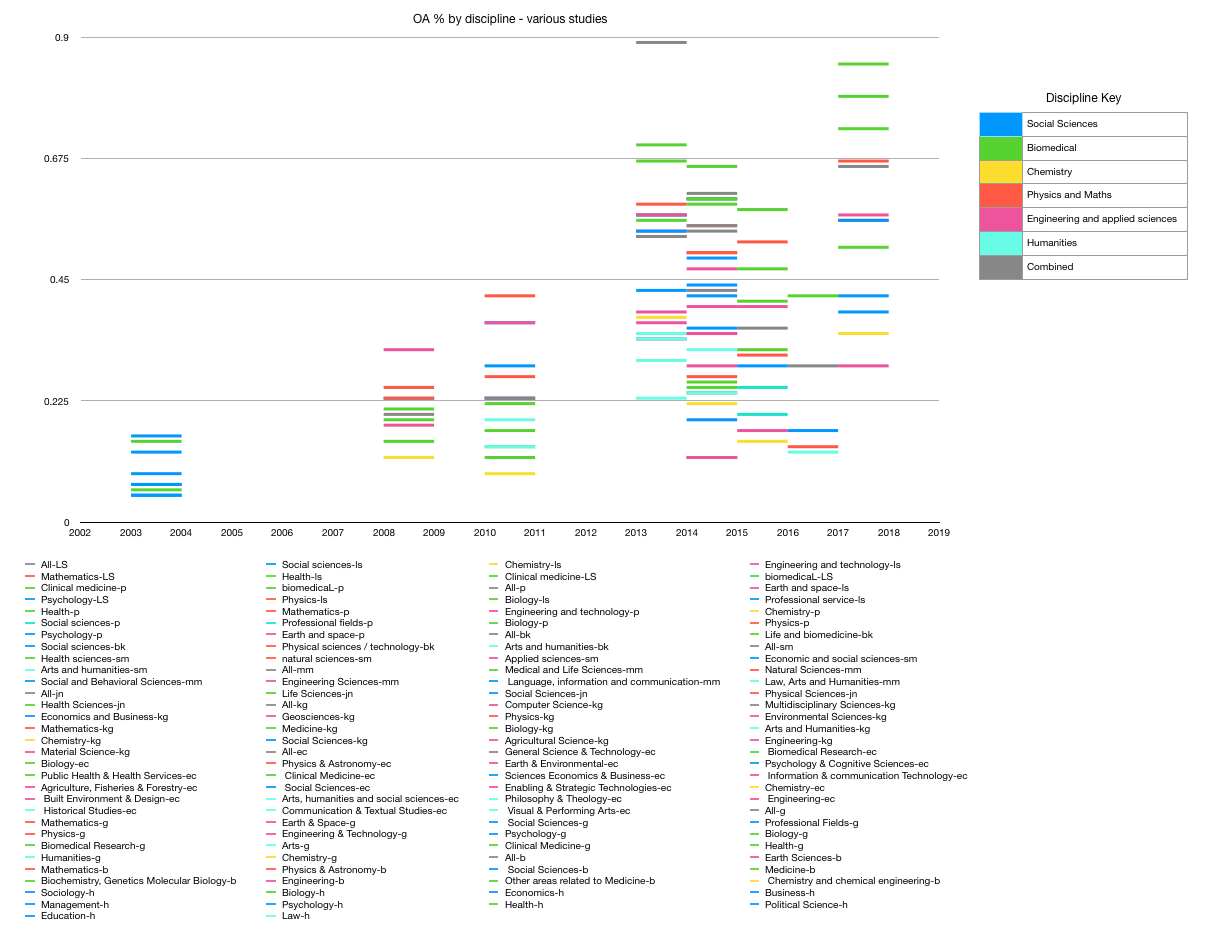 OA % by discipline - various studies
0.9
0.675
0.45
0.225
0
2002 2003 2004 2005 2006 2007 2008 2009 2010 2011 2012 2013 2014 2015 2016 2017 2018 2019
Discipline Key
Social Sciences
Biomedical
Chemistry
Physics and Maths
Engineering and applied sciences
Humanities
Combined
All-LS Social sciences-ls Chemistry-ls Engineering and technology-ls
Mathematics-LS Health-ls Clinical medicine-LS biomedicaL-LS
Clinical medicine-p biomedicaL-p All-p Earth and space-ls
Psychology-LS Physics-ls Biology-ls Professional service-ls
Health-p Mathematics-p Engineering and technology-p Chemistry-p
Social sciences-p Professional fields-p Biology-p Physics-p
Psychology-p Earth and space-p All-bk Life and biomedicine-bk
Social sciences-bk Physical sciences / technology-bk Arts and humanities-bk All-sm
Health sciences-sm natural sciences-sm Applied sciences-sm Economic and social sciences-sm
Arts and humanities-sm All-mm Medical and Life Sciences-mm Natural Sciences-mm
Social and Behavioral Sciences-mm Engineering Sciences-mm Language, information and communication-mm Law, Arts and Humanities-mm
All-jn Life Sciences-jn Social Sciences-jn Physical Sciences-jn
Health Sciences-jn All-kg Computer Science-kg Multidisciplinary Sciences-kg
Economics and Business-kg Geosciences-kg Physics-kg Environmental Sciences-kg
Mathematics-kg Medicine-kg Biology-kg Arts and Humanities-kg
Chemistry-kg Social Sciences-kg Agricultural Science-kg Engineering-kg
Material Science-kg All-ec General Science & Technology-ec Biomedical Research-ec
Biology-ec Physics & Astronomy-ec Earth & Environmental-ec Psychology & Cognitive Sciences-ec
Public Health & Health Services-ec Clinical Medicine-ec Sciences Economics & Business-ec Information & communication Technology-ec
Agriculture, Fisheries & Forestry-ec Social Sciences-ec Enabling & Strategic Technologies-ec Chemistry-ec
Built Environment & Design-ec Arts, humanities and social sciences-ec Philosophy & Theology-ec Engineering-ec
Historical Studies-ec Communication & Textual Studies-ec Visual & Performing Arts-ec All-g
Mathematics-g Earth & Space-g Social Sciences-g Professional Fields-g
Physics-g Engineering & Technology-g Psychology-g Biology-g
Biomedical Research-g Arts-g Clinical Medicine-g Health-g
Humanities-g Chemistry-g All-b Earth Sciences-b
Mathematics-b Physics & Astronomy-b Social Sciences-b Medicine-b
Biochemistry, Genetics Molecular Biology-b Engineering-b Other areas related to Medicine-b Chemistry and chemical engineering-b
Sociology-h Biology-h Economics-h Business-h
Management-h Psychology-h Health-h Political Science-h
Education-h Law-h